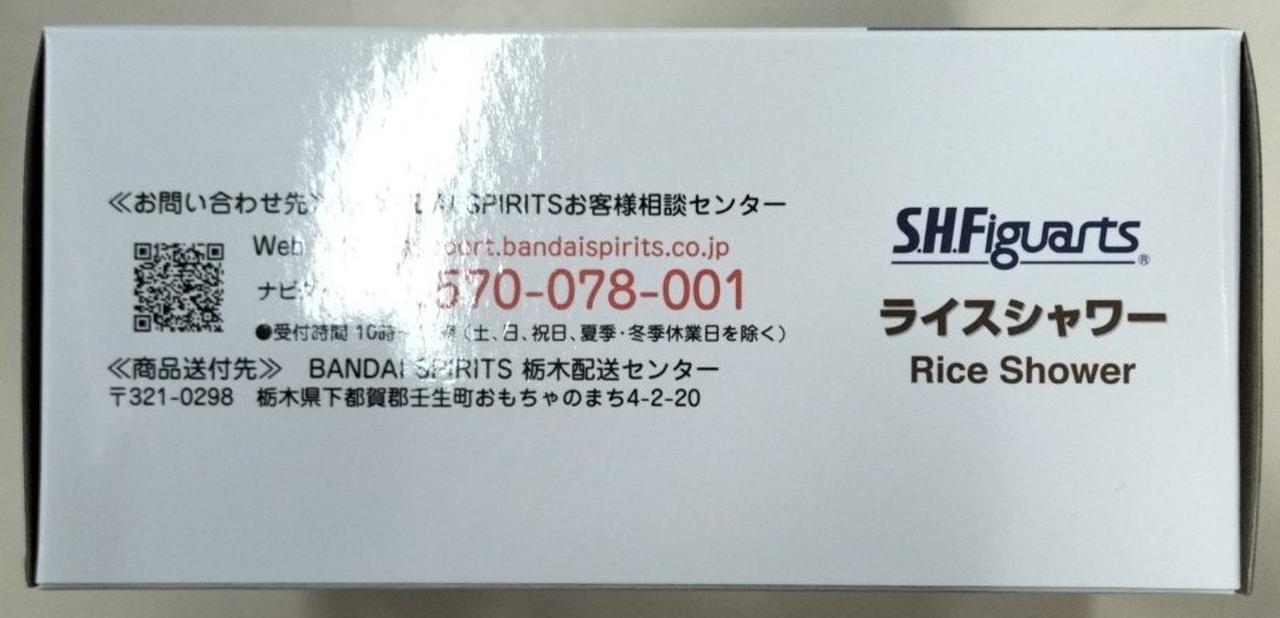 ≪お問い合わせ先 SPIRITSお客様相談センター
Web port.bandaispirits.co.jp
ナビ 570-078-001
●受付時間 10時~ 時(土、日、祝日、夏季・冬季休業日を除く)
≪商品送付先≫ BANDAI SPIRITS 栃木配送センター
〒321-0298 栃木県下都賀郡壬生町おもちゃのまち4-2-20
S.H.Figuarts®
ライスシャワー
Rice Shower